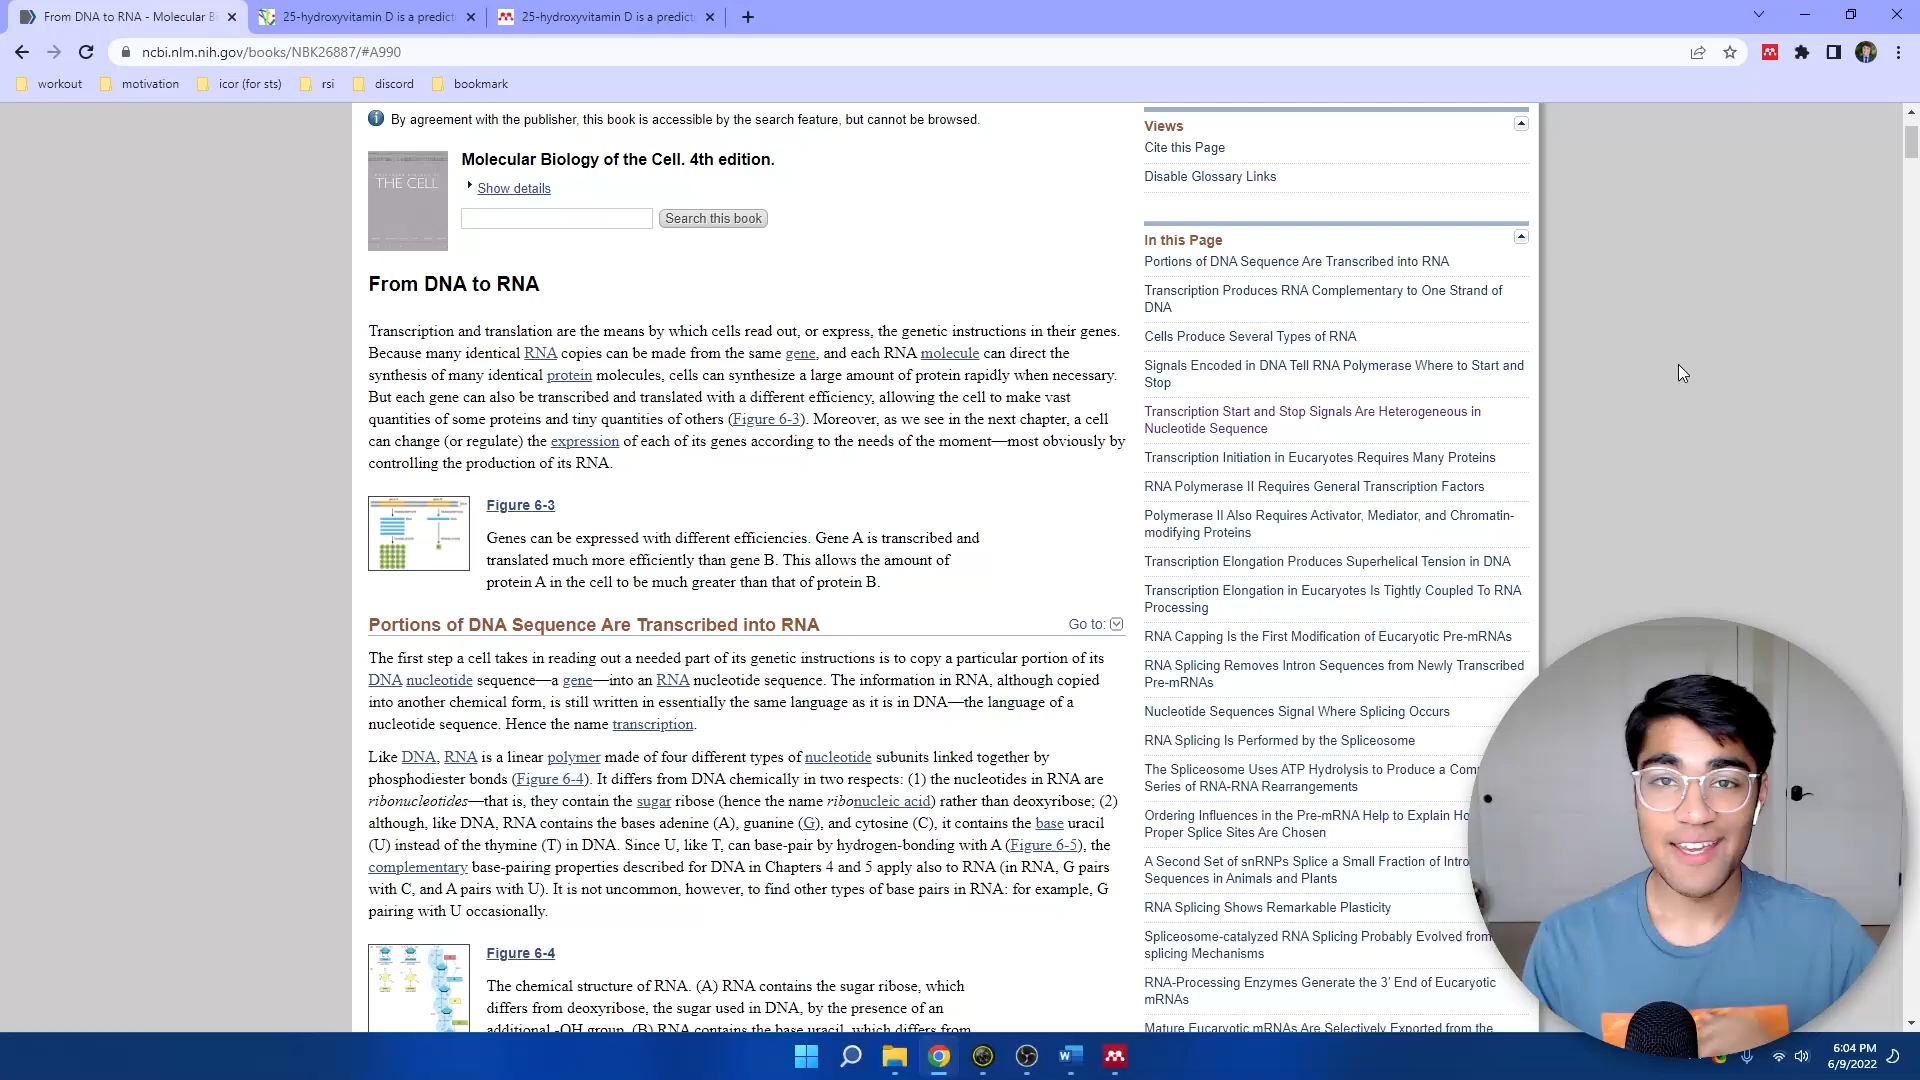 From DNA to RNA - Molecular B
25-hydroxyvitamin D is a predict
25-hydroxyvitamin D is a predict
ncbi.nlm.nih.gov/books/NBK26887/#A990
workout
motivation
icor (for sts)
rsi
discord
bookmark
By agreement with the publisher, this book is accessible by the search feature, but cannot be browsed.
THE CELL
Molecular Biology of the Cell. 4th edition.
Show details
Search this book
From DNA to RNA
Transcription and translation are the means by which cells read out, or express, the genetic instructions in their genes.
Because many identical RNA copies can be made from the same gene, and each RNA molecule can direct the
synthesis of many identical protein molecules, cells can synthesize a large amount of protein rapidly when necessary.
But each gene can also be transcribed and translated with a different efficiency, allowing the cell to make vast
quantities of some proteins and tiny quantities of others (Figure 6-3). Moreover, as we see in the next chapter, a cell
can change (or regulate) the expression of each of its genes according to the needs of the moment—most obviously by
controlling the production of its RNA.
Figure 6-3
Genes can be expressed with different efficiencies. Gene A is transcribed and
translated much more efficiently than gene B. This allows the amount of
protein A in the cell to be much greater than that of protein B.
Portions of DNA Sequence Are Transcribed into RNA
Go to:
The first step a cell takes in reading out a needed part of its genetic instructions is to copy a particular portion of its
DNA nucleotide sequence—a gene—into an RNA nucleotide sequence. The information in RNA, although copied
into another chemical form, is still written in essentially the same language as it is in DNA—the language of a
nucleotide sequence. Hence the name transcription.
Like DNA, RNA is a linear polymer made of four different types of nucleotide subunits linked together by
phosphodiester bonds (Figure 6-4). It differs from DNA chemically in two respects: (1) the nucleotides in RNA are
ribonucleotides—that is, they contain the sugar ribose (hence the name ribonucleic acid) rather than deoxyribose; (2)
although, like DNA, RNA contains the bases adenine (A), guanine (G), and cytosine (C), it contains the base uracil
(U) instead of the thymine (T) in DNA. Since U, like T, can base-pair by hydrogen-bonding with A (Figure 6-5), the
complementary base-pairing properties described for DNA in Chapters 4 and 5 apply also to RNA (in RNA, G pairs
with C, and A pairs with U). It is not uncommon, however, to find other types of base pairs in RNA: for example, G
pairing with U occasionally.
Figure 6-4
The chemical structure of RNA. (A) RNA contains the sugar ribose, which
differs from deoxyribose, the sugar used in DNA, by the presence of an
additional -OH group. (B) RNA contains the base uracil, which differs from
Views
Cite this Page
Disable Glossary Links
In this Page
Portions of DNA Sequence Are Transcribed into RNA
Transcription Produces RNA Complementary to One Strand of
DNA
Cells Produce Several Types of RNA
Signals Encoded in DNA Tell RNA Polymerase Where to Start and
Stop
Transcription Start and Stop Signals Are Heterogeneous in
Nucleotide Sequence
Transcription Initiation in Eucaryotes Requires Many Proteins
RNA Polymerase II Requires General Transcription Factors
Polymerase II Also Requires Activator, Mediator, and Chromatin-
modifying Proteins
Transcription Elongation Produces Superhelical Tension in DNA
Transcription Elongation in Eucaryotes Is Tightly Coupled To RNA
Processing
RNA Capping Is the First Modification of Eucaryotic Pre-mRNAs
RNA Splicing Removes Intron Sequences from Newly Transcribed
Pre-mRNAs
Nucleotide Sequences Signal Where Splicing Occurs
RNA Splicing Is Performed by the Spliceosome
The Spliceosome Uses ATP Hydrolysis to Produce a Com
Series of RNA-RNA Rearrangements
Ordering Influences in the Pre-mRNA Help to Explain Ho
Proper Splice Sites Are Chosen
A Second Set of snRNPs Splice a Small Fraction of Intro
Sequences in Animals and Plants
RNA Splicing Shows Remarkable Plasticity
Spliceosome-catalyzed RNA Splicing Probably Evolved from
splicing Mechanisms
RNA-Processing Enzymes Generate the 3′ End of Eucaryotic
mRNAs
Mature Eucaryotic mRNAs Are Selectively Exported from the
6:04 PM
6/9/2022